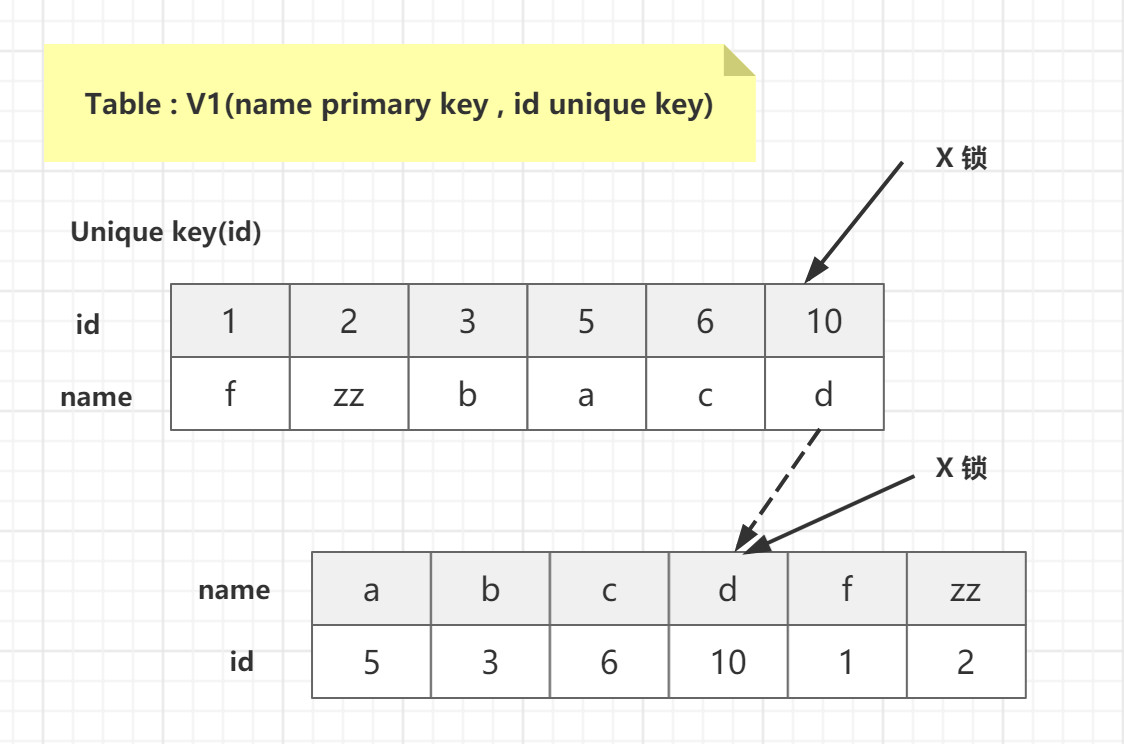 Table : V1(name primary key , id unique key)
X 锁
Unique key(id)
id 1 2 3 5 6 10
name f zz b a c d
X 锁
name a b c d f zz
id 5 3 6 10 1 2